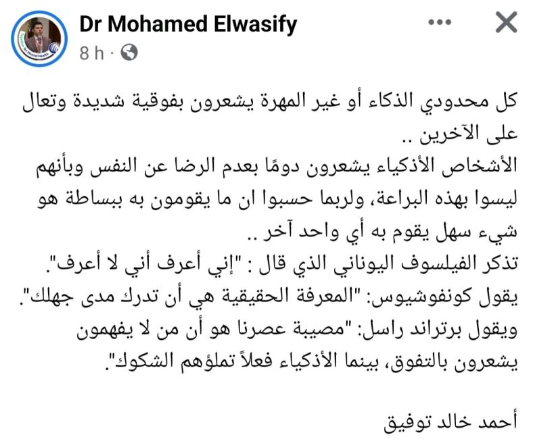 Dr Mohamed Elwasify
8 h ·
كل محدودي الذكاء أو غير المهرة يشعرون بفوقية شديدة وتعال
على الآخرين ..
الأشخاص الأذكياء يشعرون دومًا بعدم الرضا عن النفس وبأنهم
ليسوا بهذه البراعة، ولربما حسبوا ان ما يقومون به ببساطة هو
شيء سهل يقوم به أي واحد آخر ..
تذكر الفيلسوف اليوناني الذي قال : "إني أعرف أني لا أعرف".
يقول كونفوشيوس: "المعرفة الحقيقية هي أن تدرك مدى جهلك".
ويقول برتراند راسل: "مصيبة عصرنا هو أن من لا يفهمون
يشعرون بالتفوق، بينما الأذكياء فعلاً تملؤهم الشكوك".
أحمد خالد توفيق